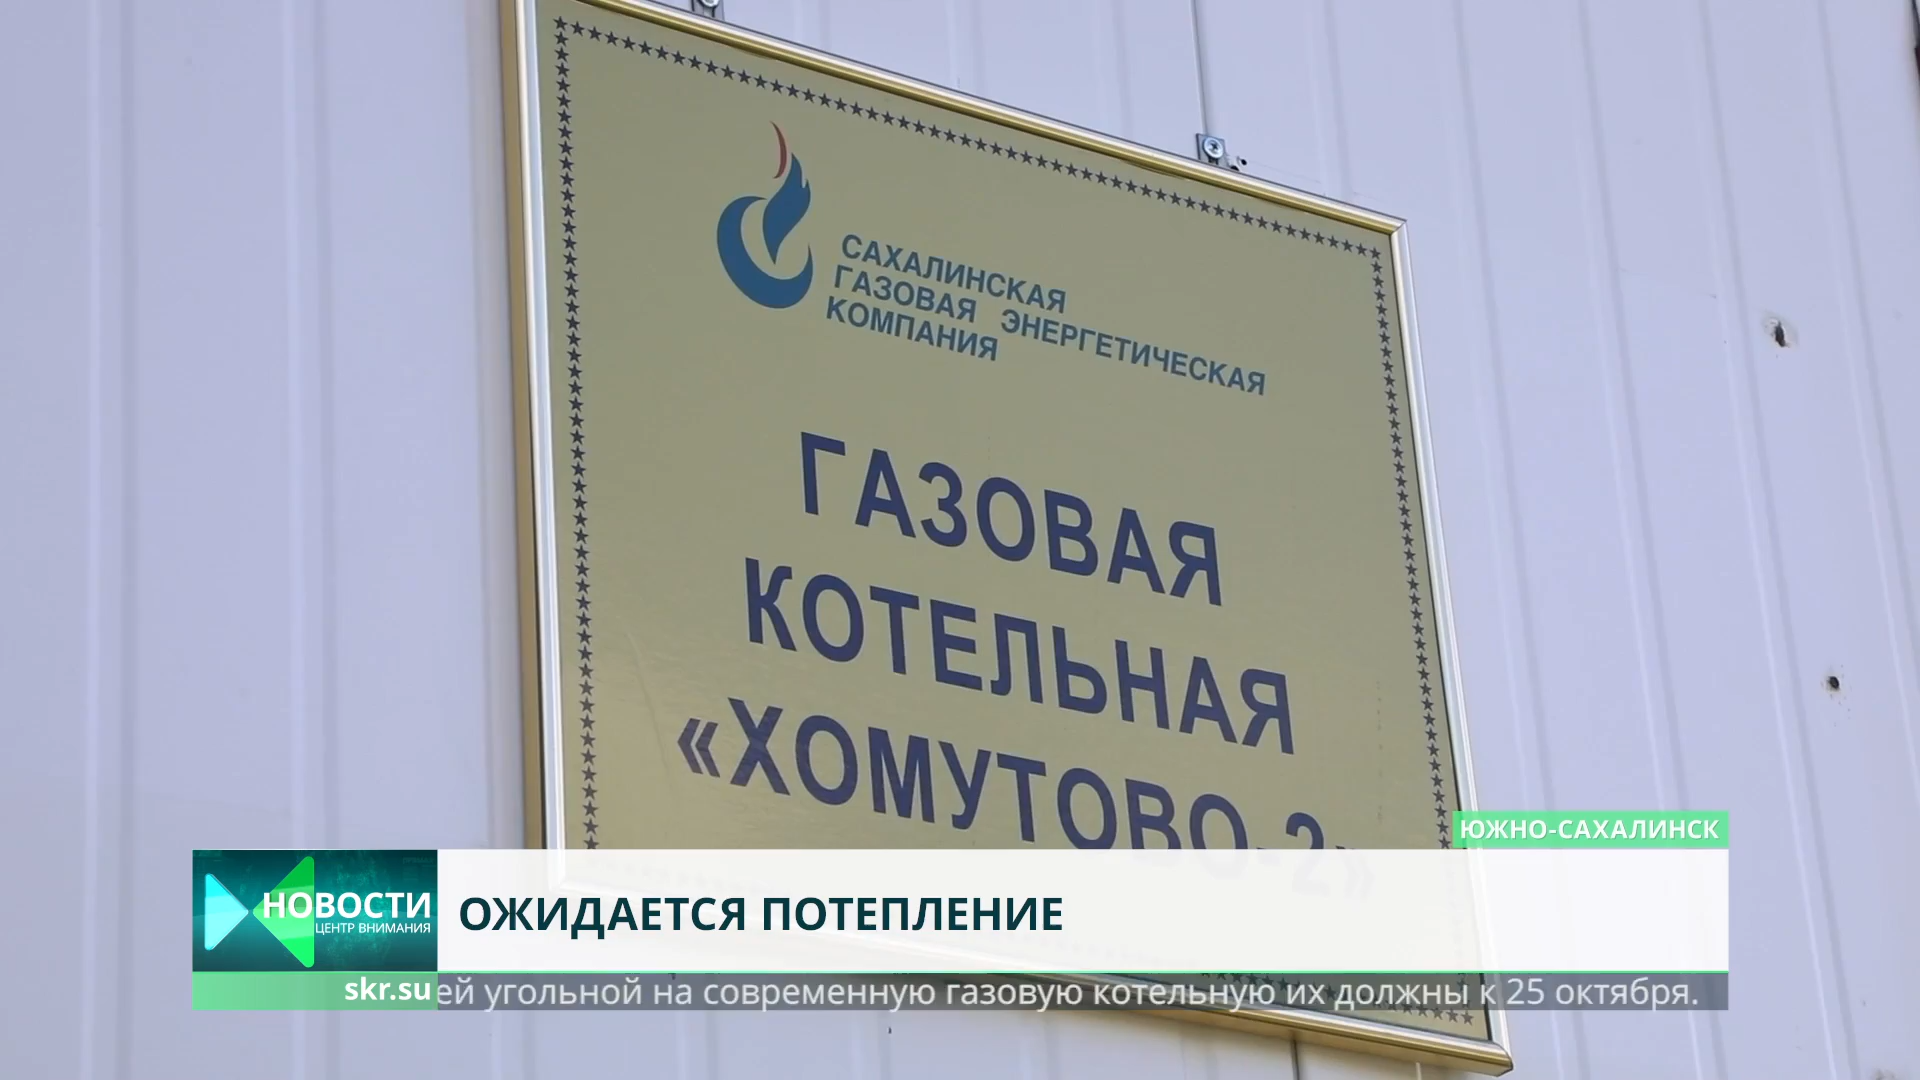 САХАЛИНСКАЯ
ГАЗОВАЯ ЭНЕРГЕТИЧЕСКАЯ
КОМПАНИЯ
ГАЗОВАЯ
КОТЕЛЬНАЯ
«ХОМУТОВО-2»
ЮЖНО-САХАЛИНСК
НОВОСТИ
ЦЕНТР ВНИМАНИЯ
ОЖИДАЕТСЯ ПОТЕПЛЕНИЕ
skr.su
ей угольной на современную газовую котельную их должны к 25 октября.